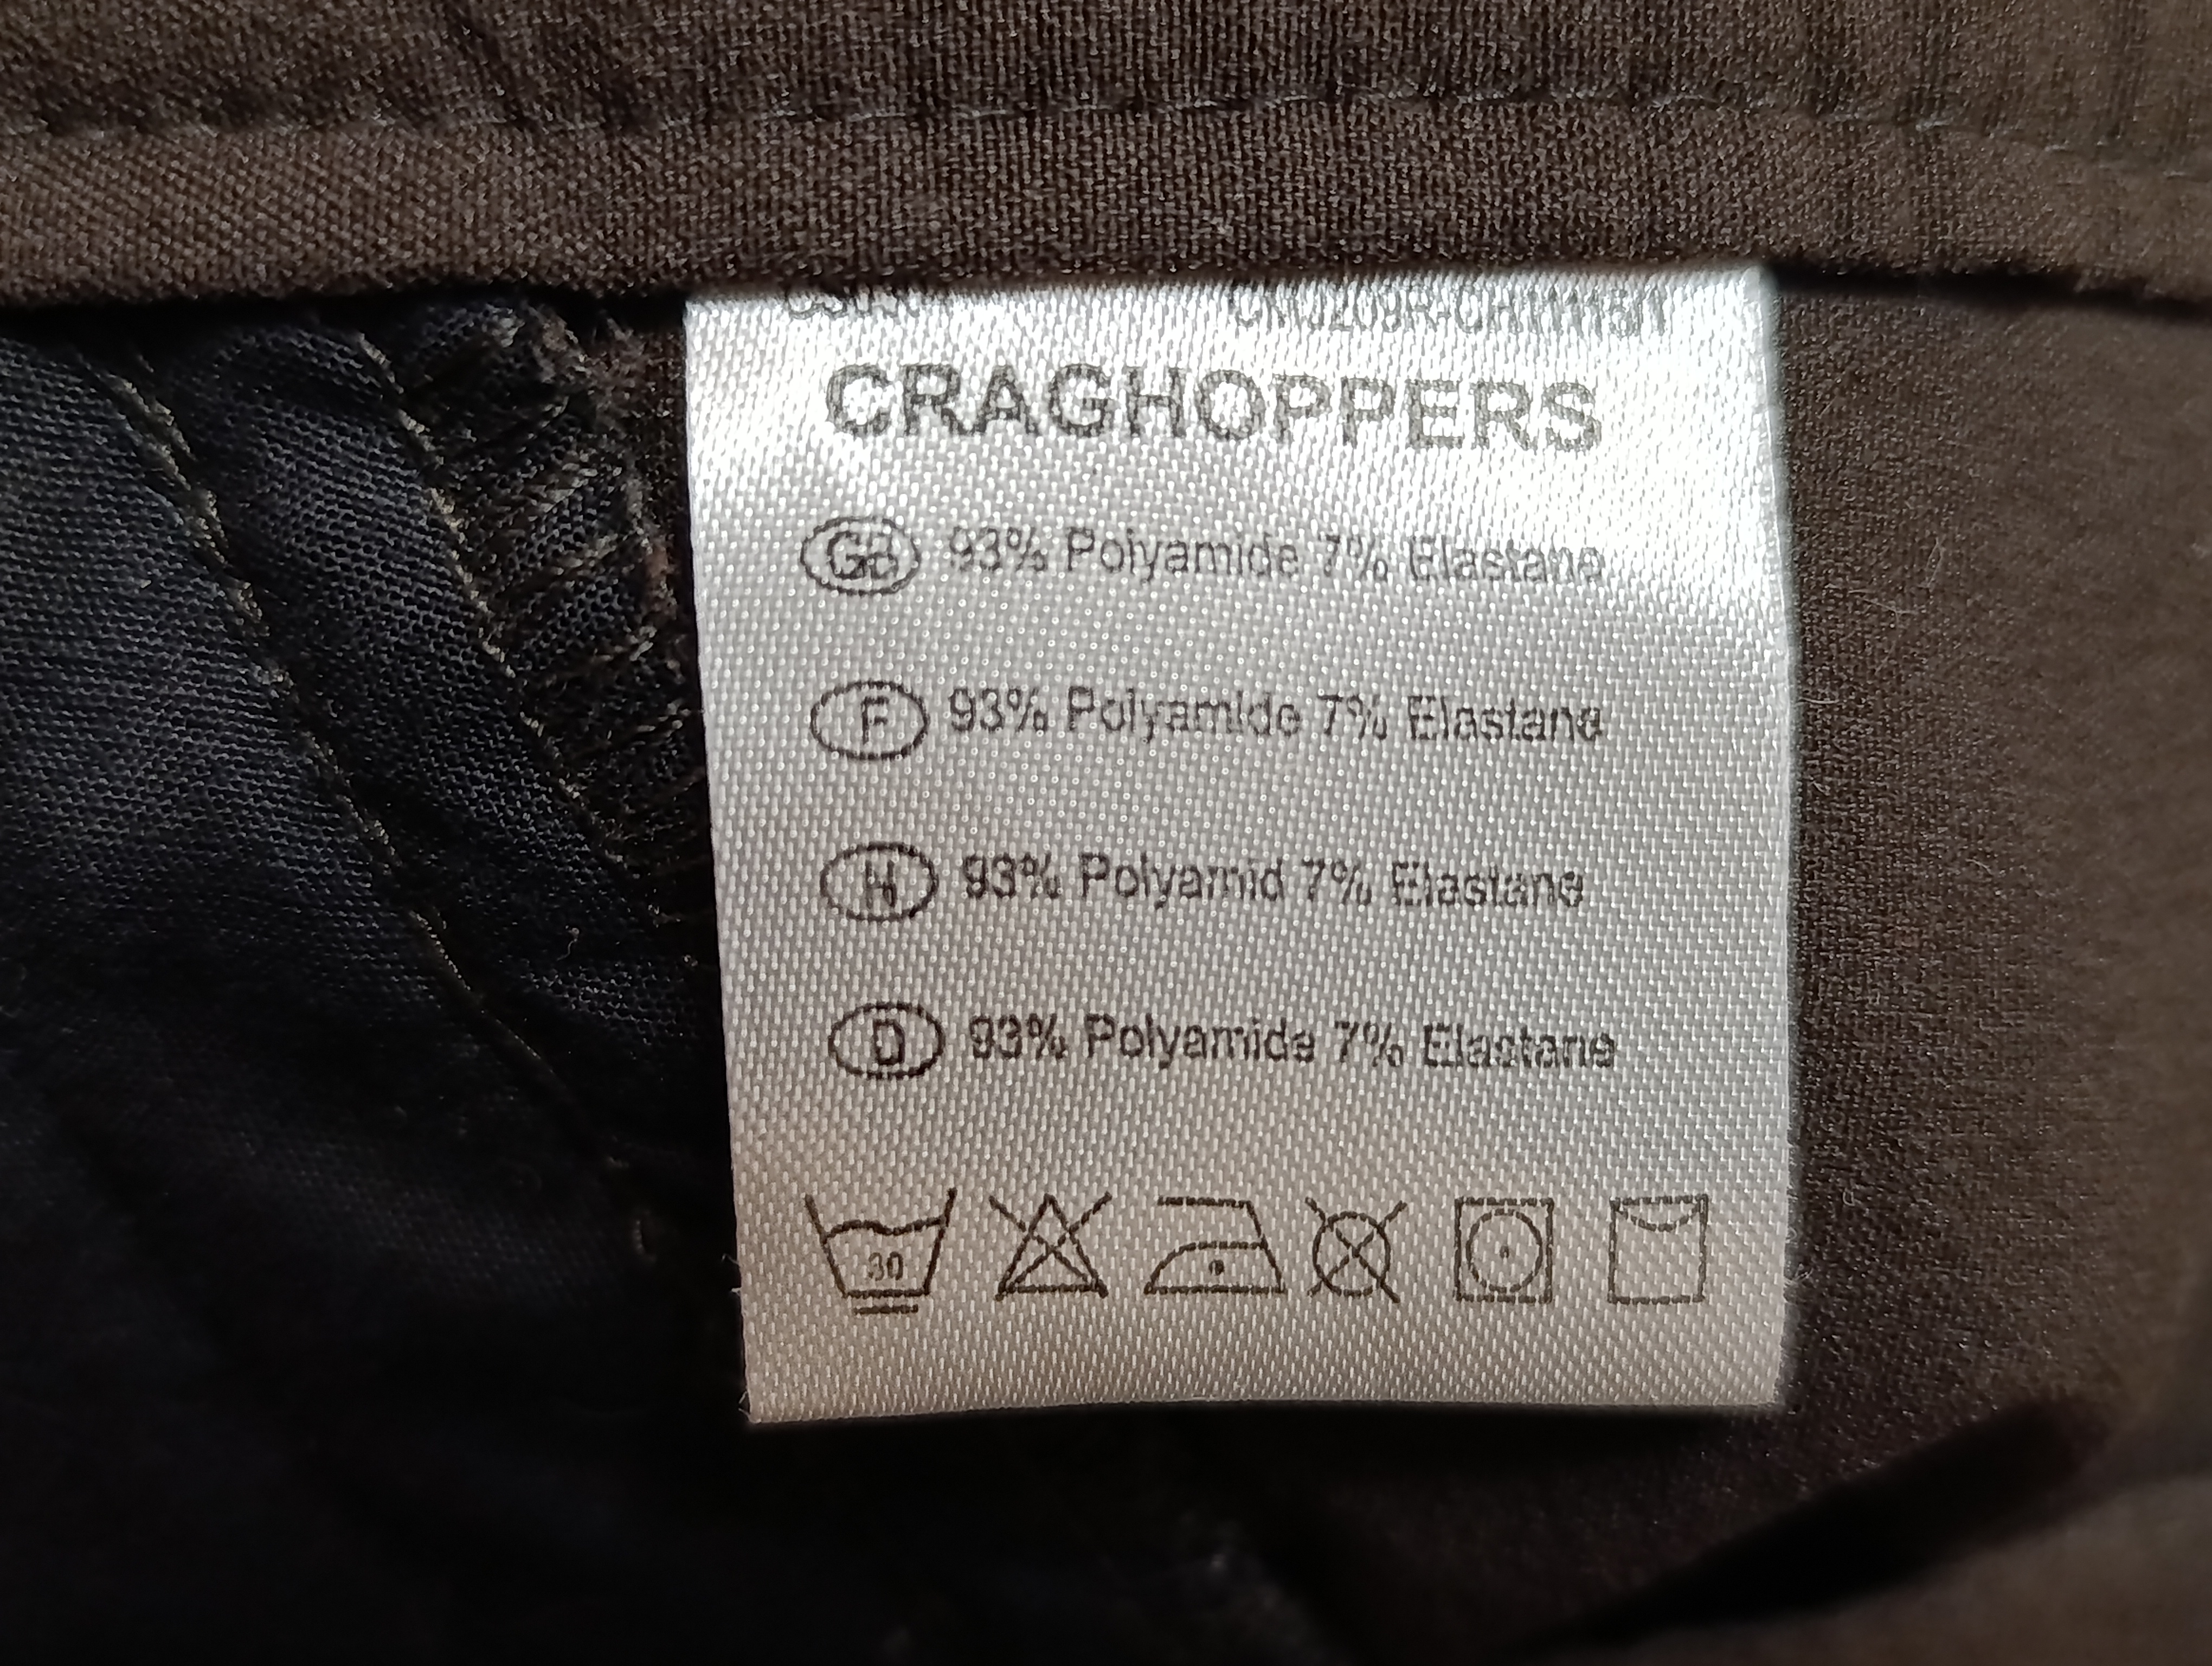 CRAGHOPPERS
GB 93% Polyamide 7% Elastane
F 93% Polyamide 7% Elastane
H 93% Polyamid 7% Elastane
D 93% Polyamide 7% Elastane
30